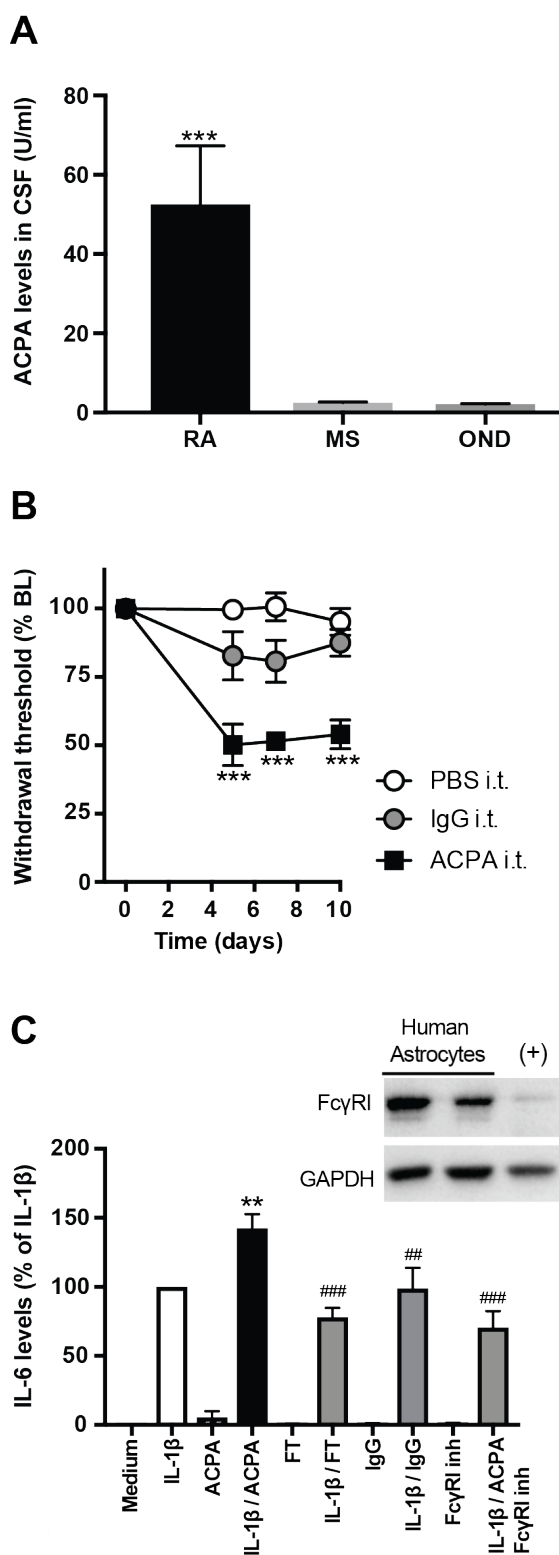 A
ACPA levels in CSF (U/ml)
80
60
40
20
0
***
RA
MS
OND
B
Withdrawal threshold (% BL)
100
75
50
25
0
***
***
***
0
2
4
6
8
10
Time (days)
PBS i.t.
IgG i.t.
ACPA i.t.
C
Human
Astrocytes
(+)
FcγRI
GAPDH
IL-6 levels (% of IL-1β)
200
150
100
50
0
**
###
##
###
Medium
IL-1β
ACPA
IL-1β / ACPA
FT
IL-1β / FT
IgG
IL-1β / IgG
FcγRI inh
IL-1β / ACPA
FcγRI inh